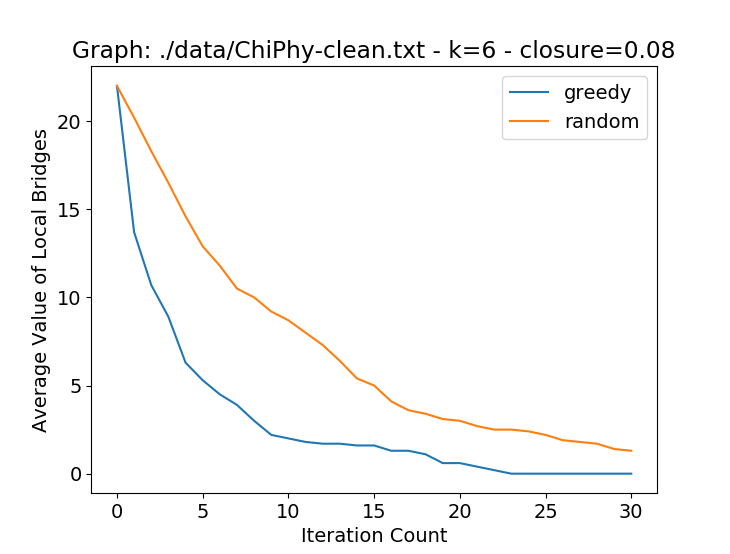 Graph: ./data/ChiPhy-clean.txt - k=6 - closure=0.08
greedy
random
Average Value of Local Bridges
20
15
10
5
0
0 5 10 15 20 25 30
Iteration Count